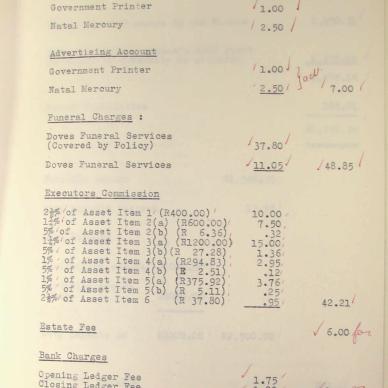 Government Printer 1.00
Natal Mercury 2.50
Advertising Account
Government Printer 1.00
Natal Mercury 2.50 7.00
Funeral Charges :
Doves Funeral Services
(Covered by Policy) 37.80
Doves Funeral Services 11.05 48.85
Executors Commission
2½% of Asset Item 1 (R400.00) 10.00
1¼% of Asset Item 2(a) (R600.00) 7.50
5% of Asset Item 2(b) (R 6.36) .32
1¼% of Asset Item 3(a) (R1200.00) 15.00
5% of Asset Item 3(b) (R 27.28) 1.36
1% of Asset Item 4(a) (R294.83) 2.95
5% of Asset Item 4(b) (R 2.51) .12
1% of Asset Item 5(a) (R375.92) 3.76
5% of Asset Item 5(b) (R 5.11) .25
2½% of Asset Item 6 (R 37.80) .95 42.21
Estate Fee 6.00
Bank Charges
Opening Ledger Fee 1.75
Closing Ledger Fee